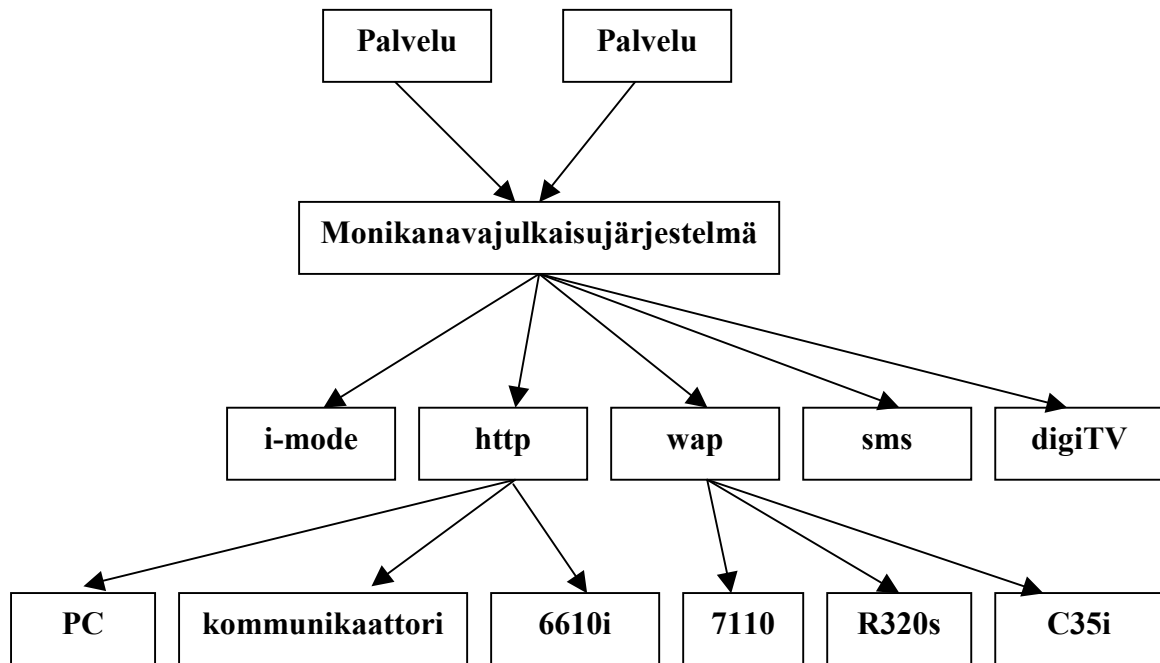 Palvelu
Palvelu
Monikanavajulkaisujärjestelmä
i-mode
http
wap
sms
digiTV
PC
kommunikaattori
6610i
7110
R320s
C35i